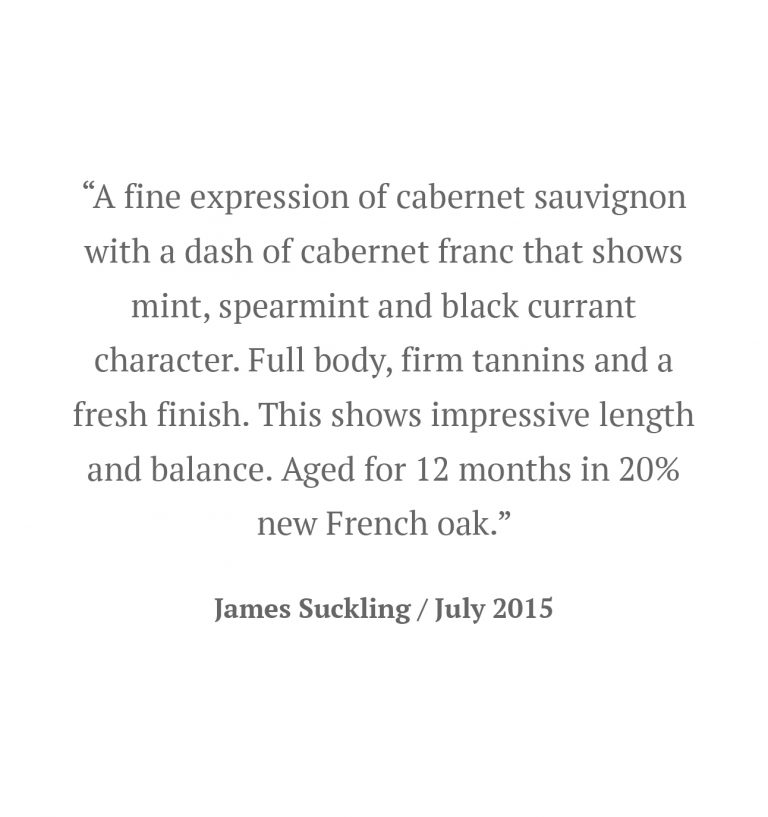 “A fine expression of cabernet sauvignon
with a dash of cabernet franc that shows
mint, spearmint and black currant
character. Full body, firm tannins and a
fresh finish. This shows impressive length
and balance. Aged for 12 months in 20%
new French oak.”
James Suckling / July 2015